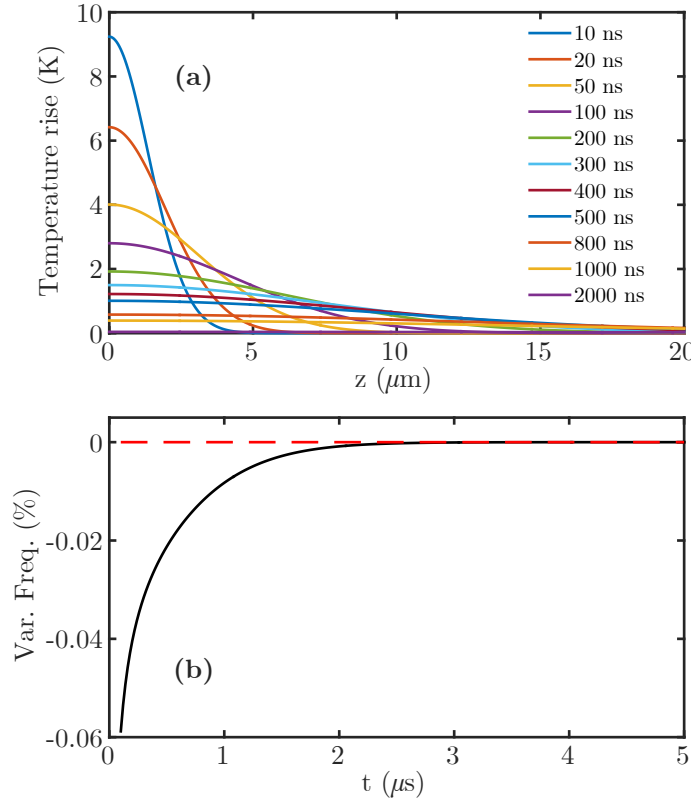 10
8
6
4
2
0
Temperature rise (K)
(a)
10 ns
20 ns
50 ns
100 ns
200 ns
300 ns
400 ns
500 ns
800 ns
1000 ns
2000 ns
0 5 10 15 20
z (μm)
0
-0.02
-0.04
-0.06
Var. Freq. (%)
(b)
0 1 2 3 4 5
t (μs)